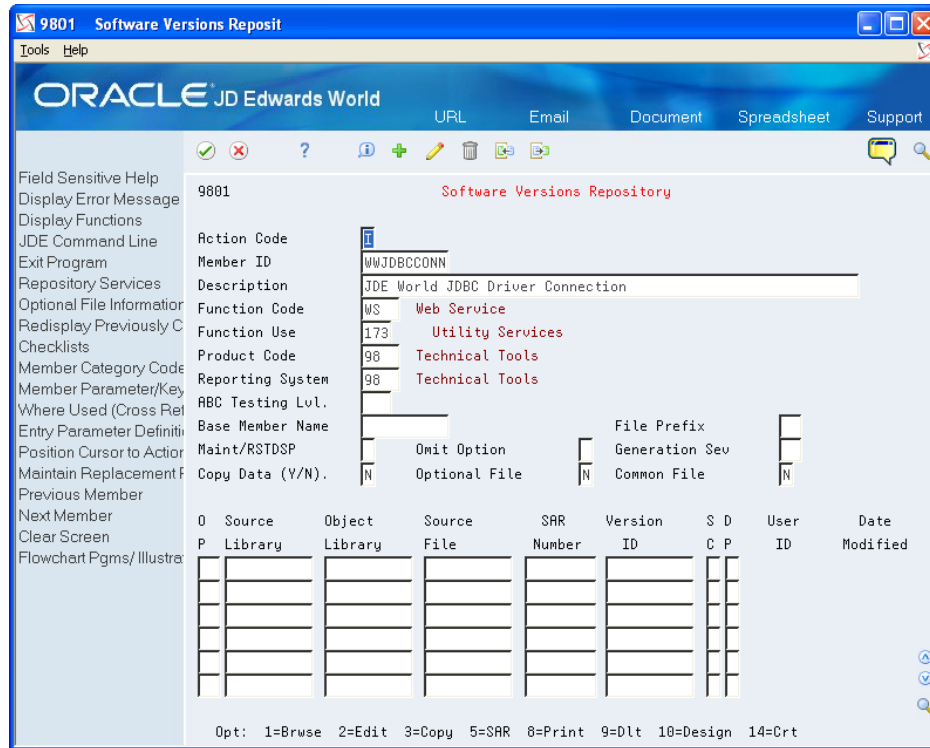 9801 Software Versions Reposit
Tools Help
ORACLE JD Edwards World
URL Email Document Spreadsheet Support
Field Sensitive Help
Display Error Message
Display Functions
JDE Command Line
Exit Program
Repository Services
Optional File Information
Redisplay Previously C
Checklists
Member Category Code
Member Parameter/Key
Where Used (Cross Ref
Entry Parameter Definiti
Position Cursor to Action
Maintain Replacement F
Previous Member
Next Member
Clear Screen
Flowchart Pgms/ Illustra
9801 Software Versions Repository
Action Code I
Member ID WWJDBCCONN
Description JDE World JDBC Driver Connection
Function Code WS Web Service
Function Use 173 Utility Services
Product Code 98 Technical Tools
Reporting System 98 Technical Tools
ABC Testing Lvl.
Base Member Name File Prefix
Maint/RSTDSP Omit Option Generation Sev
Copy Data (Y/N). N Optional File N Common File N
O Source Object Source SAR Version S D User Date
P Library Library File Number ID C P ID Modified
Opt: 1=Brwse 2=Edit 3=Copy 5=SAR 8=Print 9=Dlt 10=Design 14=Crt